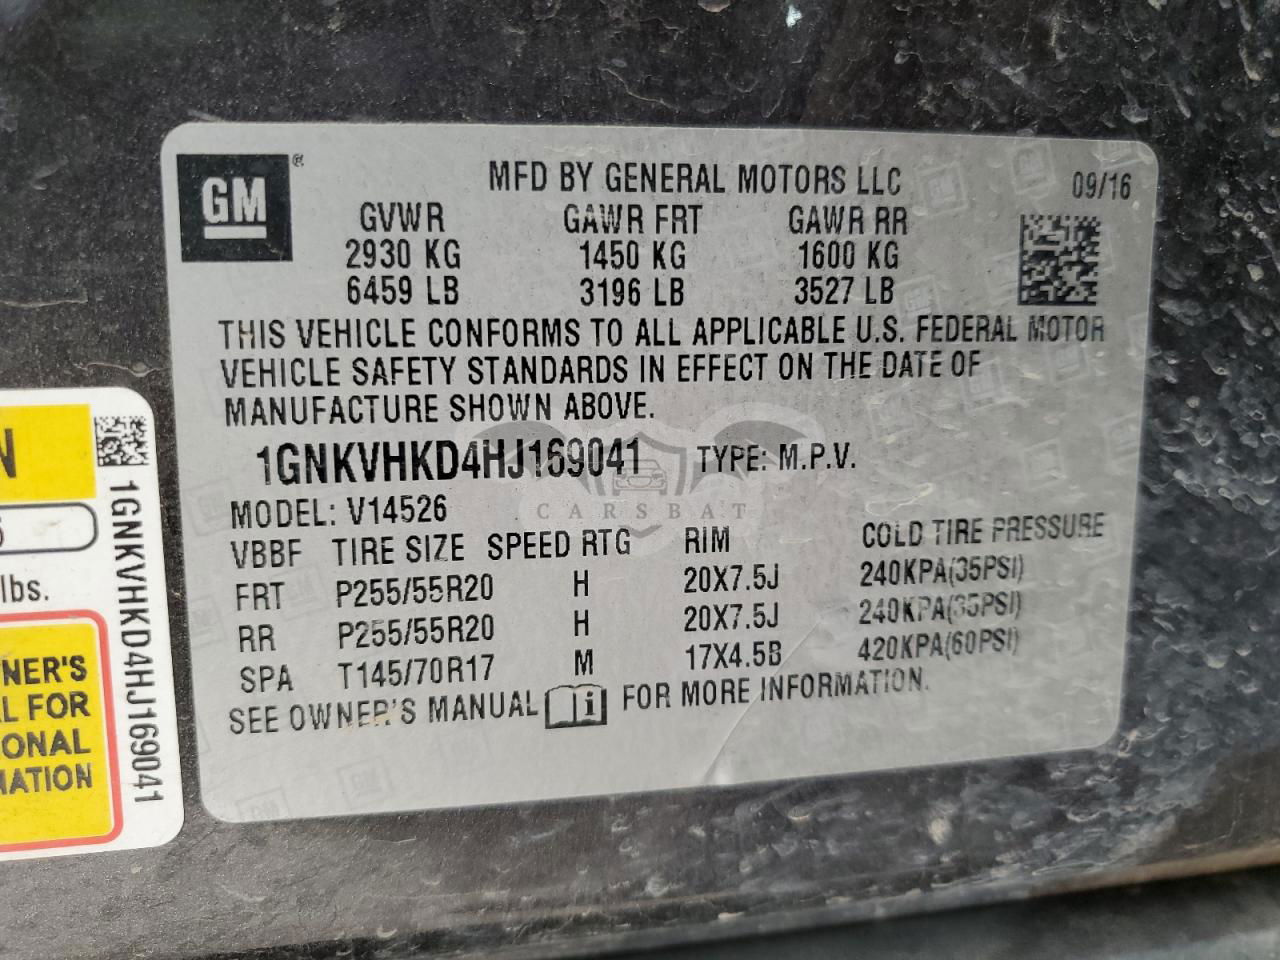 GM ®
MFD BY GENERAL MOTORS LLC 09/16
GVWR GAWR FRT GAWR RR
2930 KG 1450 KG 1600 KG
6459 LB 3196 LB 3527 LB
THIS VEHICLE CONFORMS TO ALL APPLICABLE U.S. FEDERAL MOTOR
VEHICLE SAFETY STANDARDS IN EFFECT ON THE DATE OF
MANUFACTURE SHOWN ABOVE.
1GNKVHKD4HJ169041 TYPE: M.P.V.
CARSBAT
MODEL: V14526
VBBF TIRE SIZE SPEED RTG RIM COLD TIRE PRESSURE
FRT P255/55R20 H 20X7.5J 240KPA(35PSI)
RR P255/55R20 H 20X7.5J 240KPA(35PSI)
SPA T145/70R17 M 17X4.5B 420KPA(60PSI)
SEE OWNER'S MANUAL i FOR MORE INFORMATION.
GM
N
lbs.
NER'S
L FOR
ONAL
MATION
1GNKVHKD4HJ169041